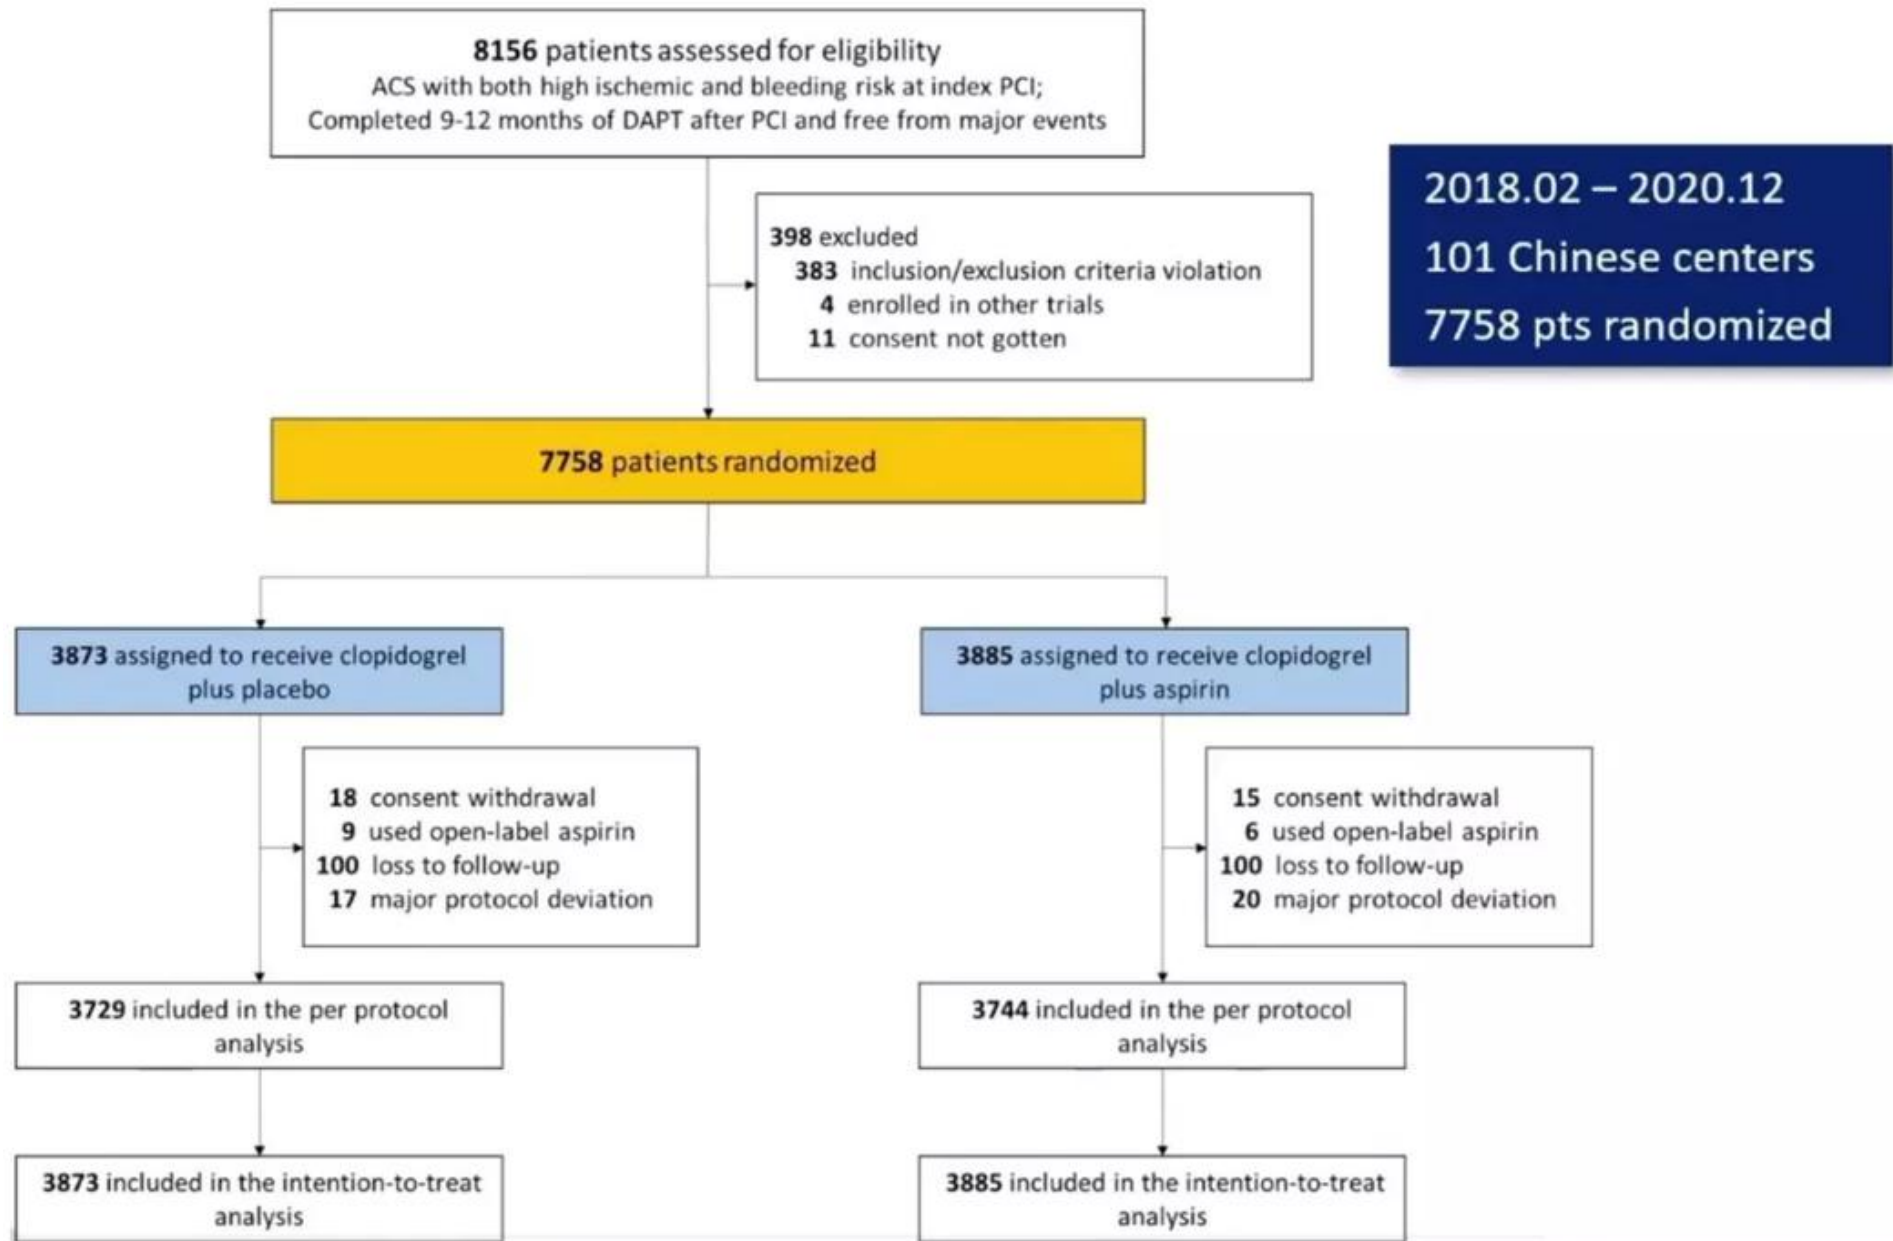 8156 patients assessed for eligibility
ACS with both high ischemic and bleeding risk at index PCI;
Completed 9-12 months of DAPT after PCI and free from major events
2018.02 – 2020.12
101 Chinese centers
7758 pts randomized
398 excluded
383 inclusion/exclusion criteria violation
4 enrolled in other trials
11 consent not gotten
7758 patients randomized
3873 assigned to receive clopidogrel
plus placebo
3885 assigned to receive clopidogrel
plus aspirin
18 consent withdrawal
9 used open-label aspirin
100 loss to follow-up
17 major protocol deviation
15 consent withdrawal
6 used open-label aspirin
100 loss to follow-up
20 major protocol deviation
3729 included in the per protocol
analysis
3744 included in the per protocol
analysis
3873 included in the intention-to-treat
analysis
3885 included in the intention-to-treat
analysis